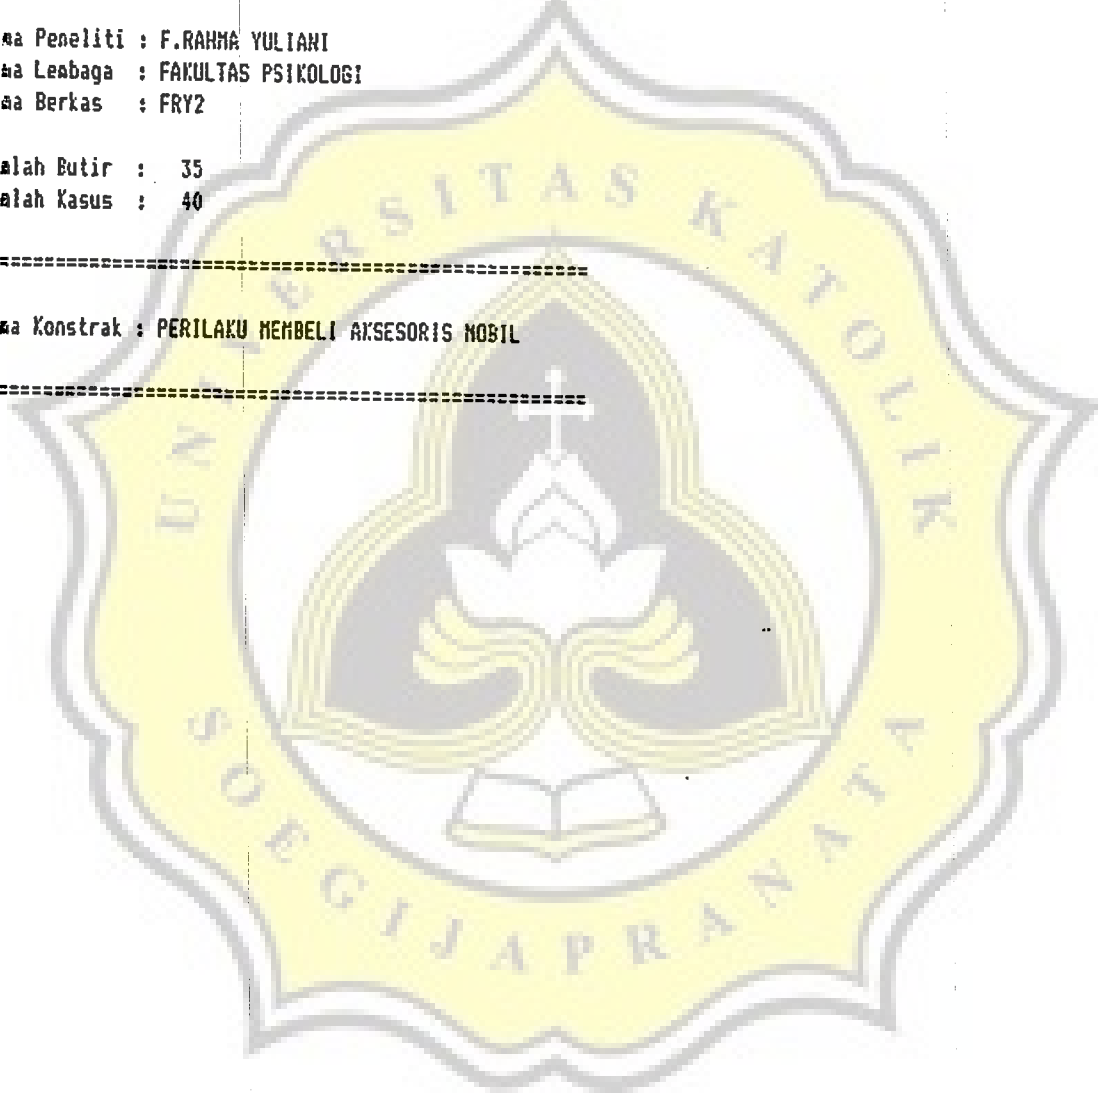 ma Peneliti : F.RAHMA YULIANI
ma Lembaga : FAKULTAS PSIKOLOGI
ma Berkas : FRY2
mlah Butir : 35
mlah Kasus : 40
==================================================
ma Konstrak : PERILAKU MEMBELI AKSESORIS MOBIL
==================================================
UNIVERSITAS KATOLIK
SOEGIJAPRANATA